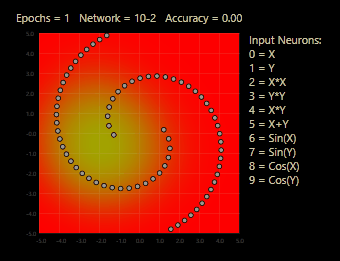 Epochs = 1 Network = 10-2 Accuracy = 0.00
Input Neurons:
0 = X
1 = Y
2 = X*X
3 = Y*Y
4 = X*Y
5 = X+Y
6 = Sin(X)
7 = Sin(Y)
8 = Cos(X)
9 = Cos(Y)
5.0
4.0
3.0
2.0
1.0
-0.0
-1.0
-2.0
-3.0
-4.0
-5.0
-5.0 -4.0 -3.0 -2.0 -1.0 0.0 1.0 2.0 3.0 4.0 5.0